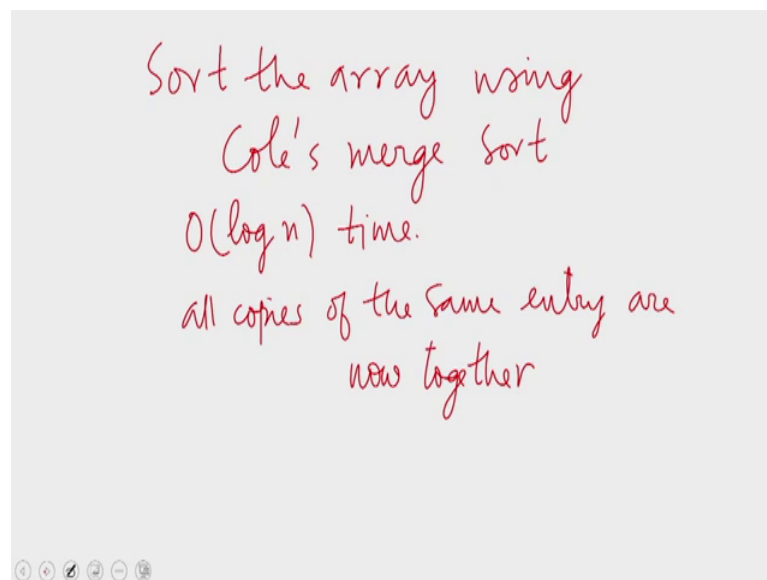 Sort the array using
Cole's merge sort
O(log n) time.
all copies of the same entry are
now together